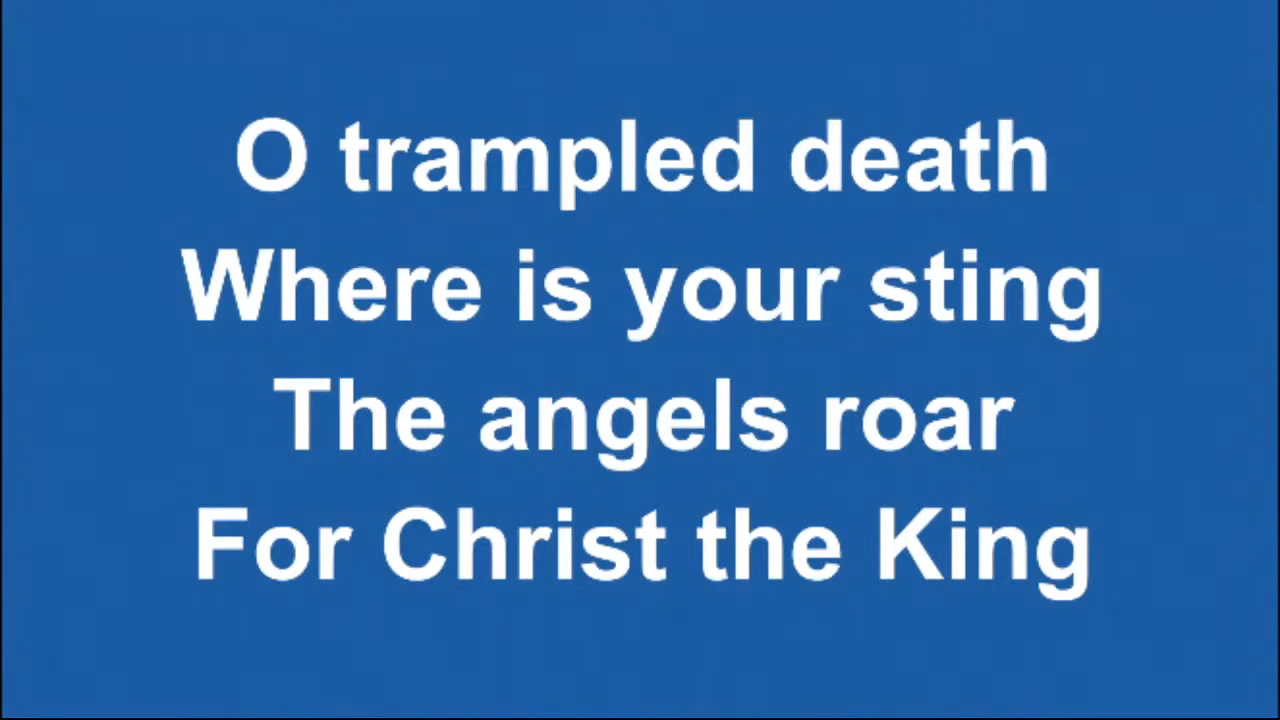 O trampled death
Where is your sting
The angels roar
For Christ the King